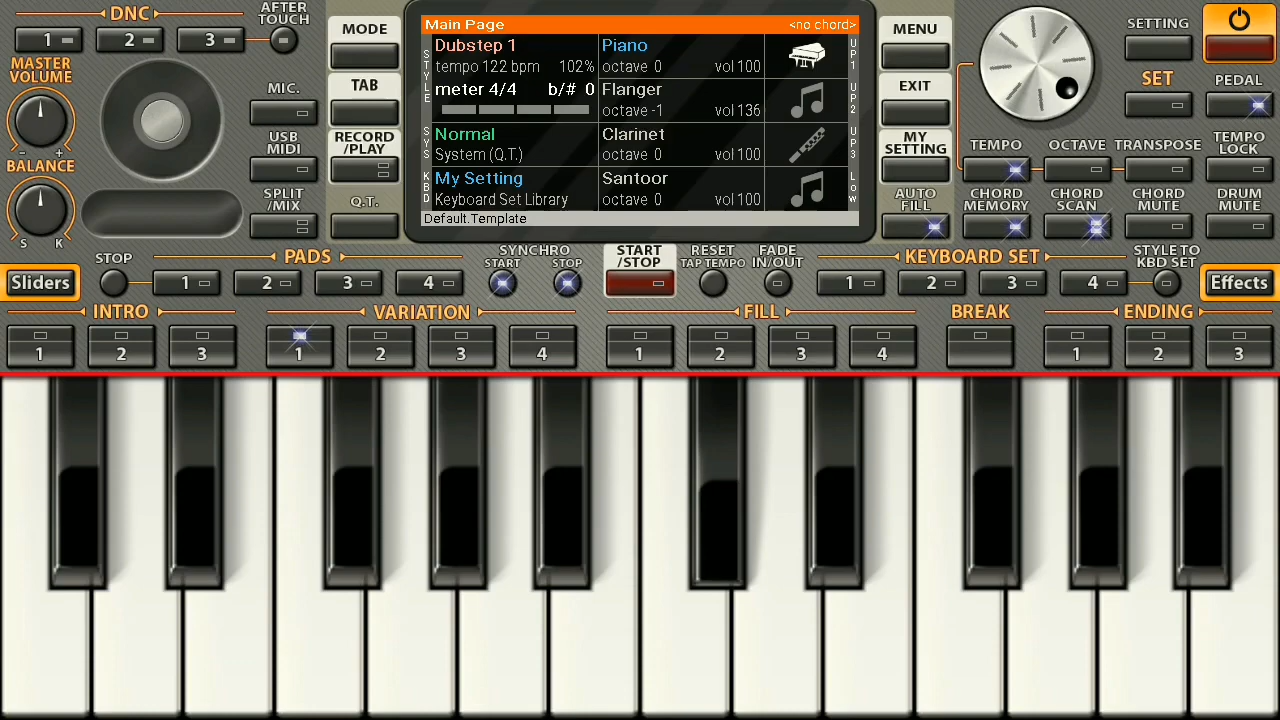 DNC
1 2 3
AFTER
TOUCH
MASTER
VOLUME
- +
BALANCE
S K
MIC.
USB
MIDI
SPLIT
/MIX
MODE
TAB
RECORD
/PLAY
Q.T.
Main Page <no chord>
STYLE
Dubstep 1
tempo 122 bpm 102%
meter 4/4 b/# 0
SYS
Normal
System (Q.T.)
KBD
My Setting
Keyboard Set Library
Piano
octave 0 vol 100
UP1
Flanger
octave -1 vol 136
UP2
Clarinet
octave 0 vol 100
UP3
Santoor
octave 0 vol 100
Low
Default.Template
MENU
EXIT
MY
SETTING
AUTO
FILL
SETTING
SET
PEDAL
TEMPO
OCTAVE
TRANSPOSE
TEMPO
LOCK
CHORD
MEMORY
CHORD
SCAN
CHORD
MUTE
DRUM
MUTE
Sliders
STOP
PADS
1 2 3 4
SYNCHRO
START STOP
START
/STOP
RESET
TAP TEMPO
FADE
IN/OUT
KEYBOARD SET
1 2 3 4
STYLE TO
KBD SET
Effects
INTRO
1 2 3
VARIATION
1 2 3 4
FILL
1 2 3 4
BREAK
ENDING
1 2 3